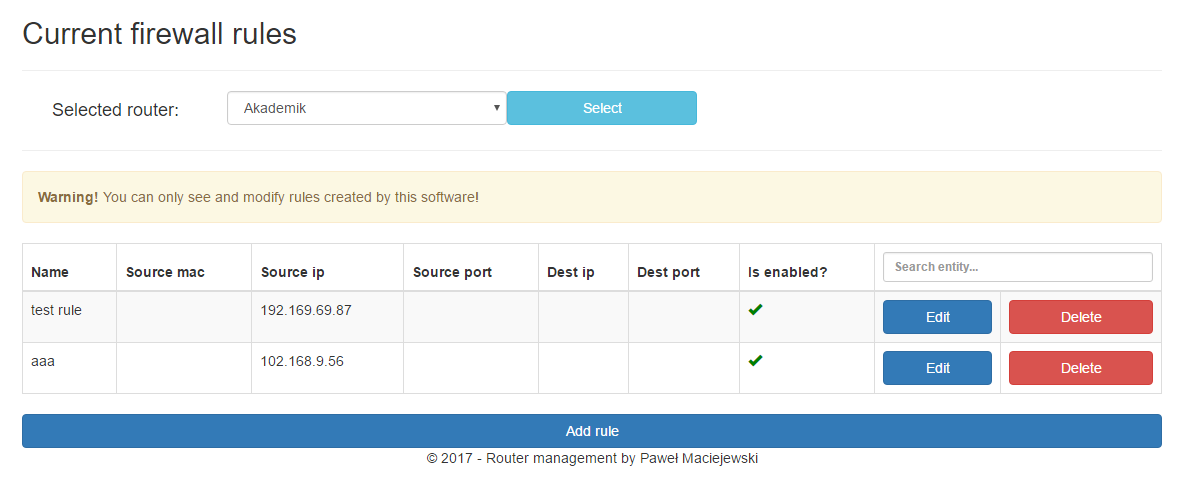 Current firewall rules
Selected router: Akademik Select
Warning! You can only see and modify rules created by this software!
Name Source mac Source ip Source port Dest ip Dest port Is enabled? Search entity...
test rule 192.169.69.87 Edit Delete
aaa 102.168.9.56 Edit Delete
Add rule
© 2017 - Router management by Paweł Maciejewski